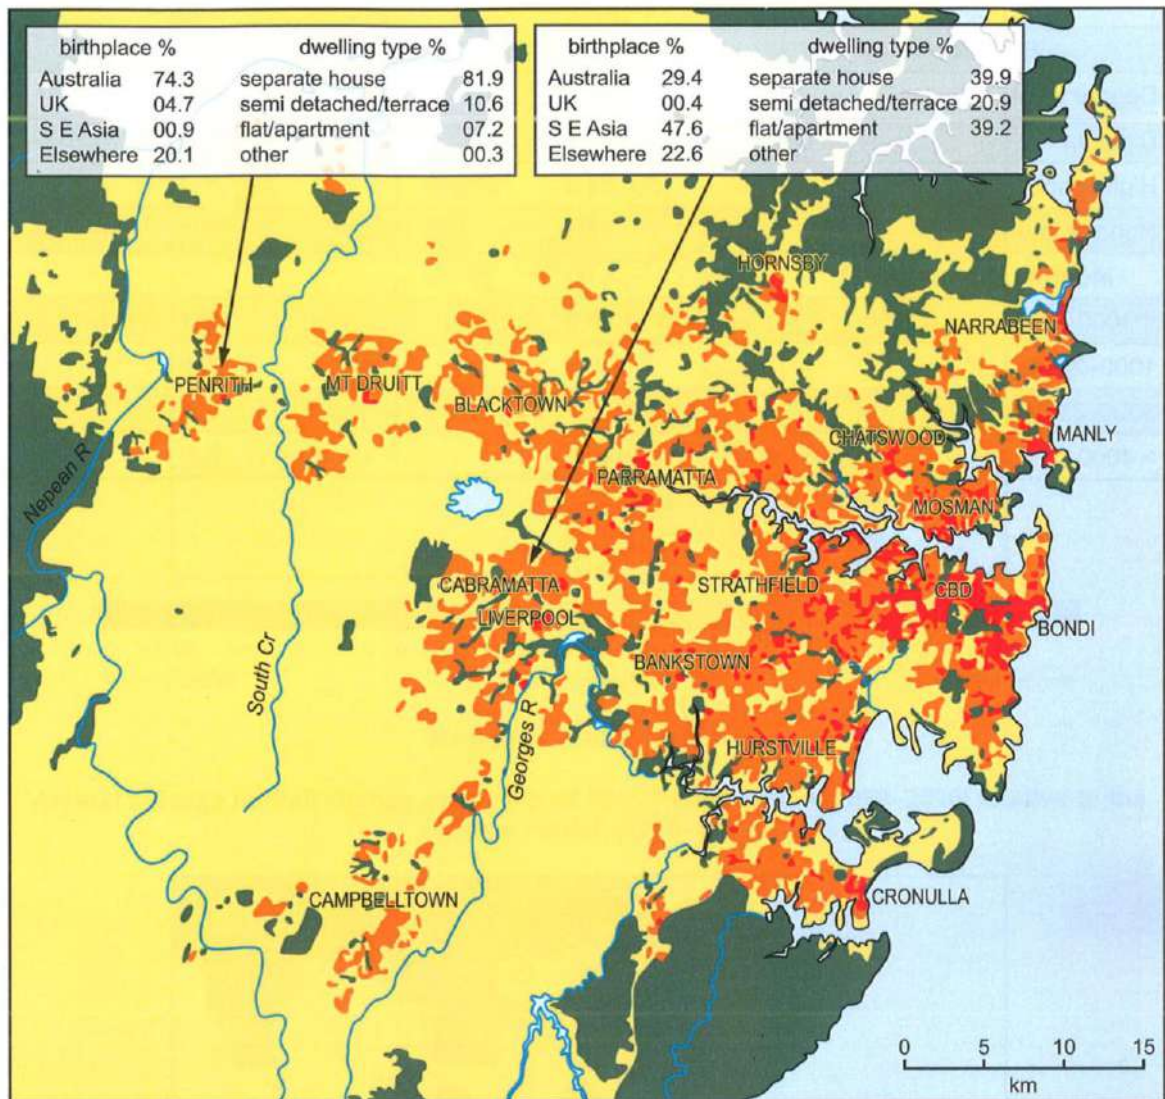 birthplace % dwelling type %
Australia 74.3 separate house 81.9
UK 04.7 semi detached/terrace 10.6
S E Asia 00.9 flat/apartment 07.2
Elsewhere 20.1 other 00.3
birthplace % dwelling type %
Australia 29.4 separate house 39.9
UK 00.4 semi detached/terrace 20.9
S E Asia 47.6 flat/apartment 39.2
Elsewhere 22.6 other
HORNSBY
NARRABEEN
PENRITH
MT DRUITT
BLACKTOWN
CHATSWOOD
MANLY
PARRAMATTA
MOSMAN
Nepean R
CABRAMATTA
STRATHFIELD
CBD
LIVERPOOL
BONDI
BANKSTOWN
South Cr
Georges R
HURSTVILLE
CAMPBELLTOWN
CRONULLA
0 5 10 15
km